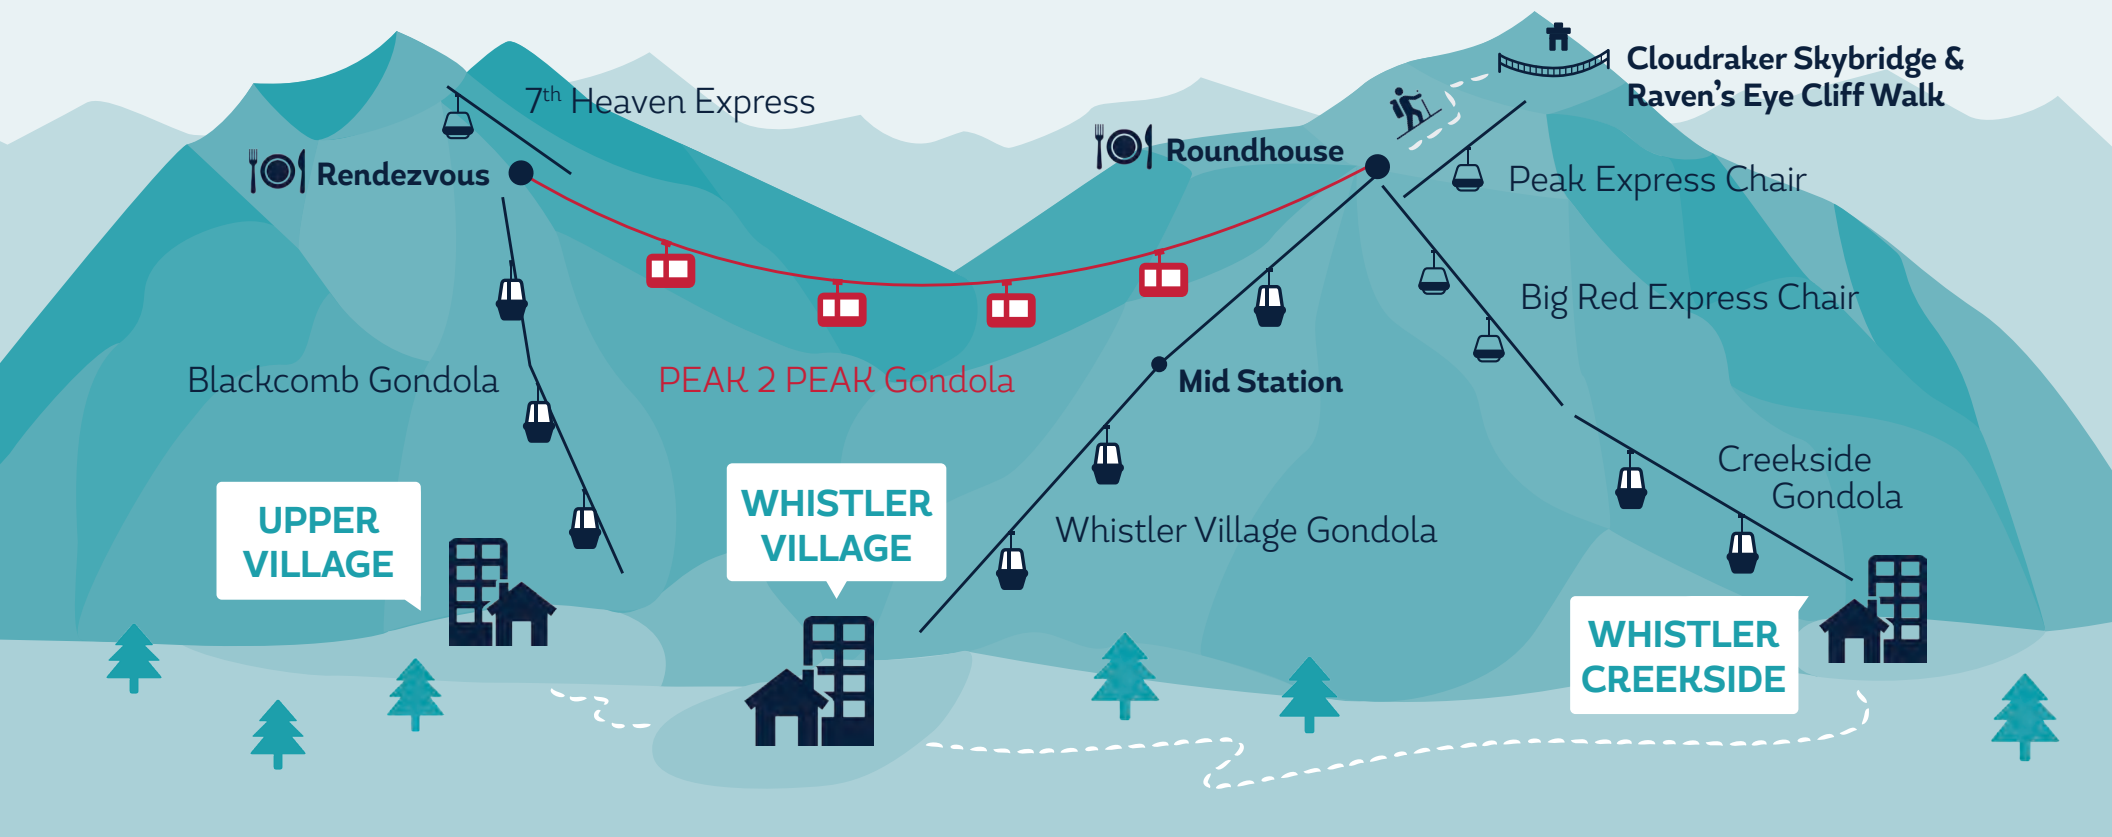 Cloudraker Skybridge &
Raven's Eye Cliff Walk
7th Heaven Express
Roundhouse
Rendezvous
Peak Express Chair
Big Red Express Chair
Blackcomb Gondola
PEAK 2 PEAK Gondola
Mid Station
Creekside
Gondola
WHISTLER
VILLAGE
UPPER
VILLAGE
Whistler Village Gondola
WHISTLER
CREEKSIDE